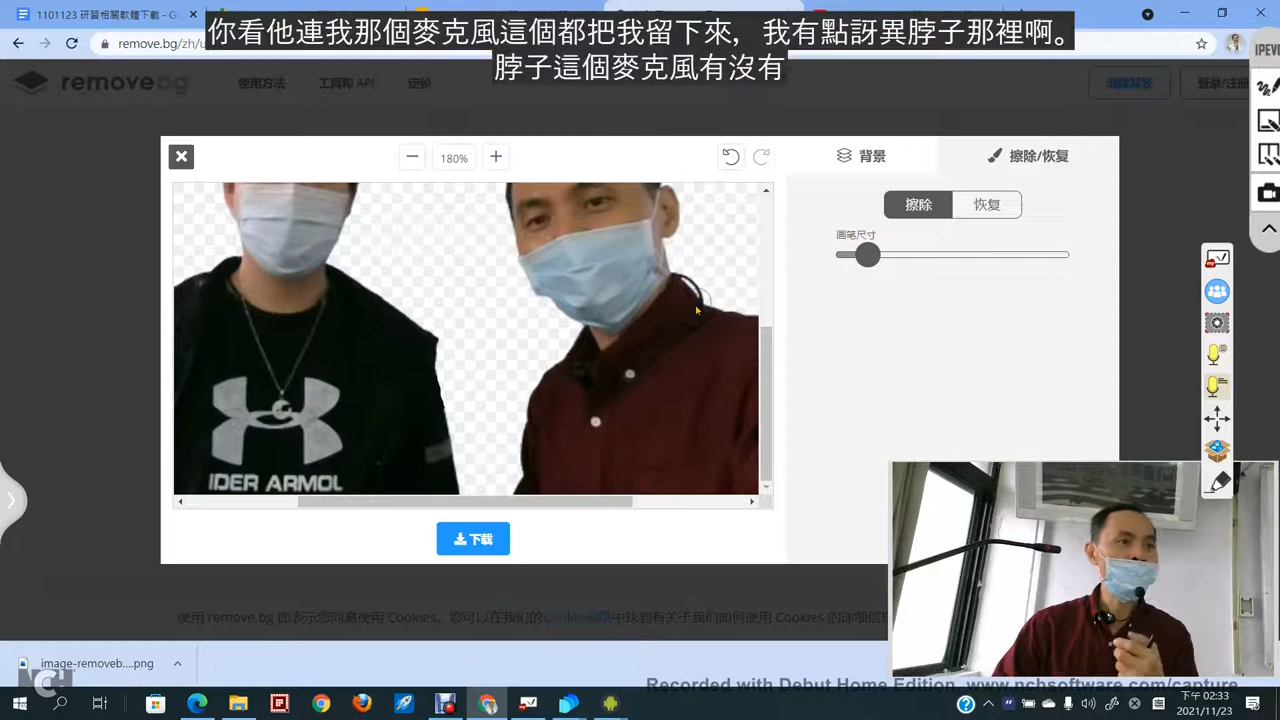 1101123 研習相關軟體下載
你看他連我那個麥克風這個都把我留下來，我有點訝異脖子那裡啊。
脖子這個麥克風有沒有
remove.bg/zh/u
IPEVO
removebg
使用方法
工具和 API
定价
登录/注册
180%
背景
擦除/恢复
擦除
恢复
画笔尺寸
IDER ARMOU
下载
使用 remove.bg 即表示您同意使用 Cookies。您可以在我们的
中找到有关于我们如何使用 Cookies 的详细信息
image-removeb....png
NCH
Recorded with Debut Home Edition. www.nchsoftware.com/capture
下午 02:33
2021/11/23